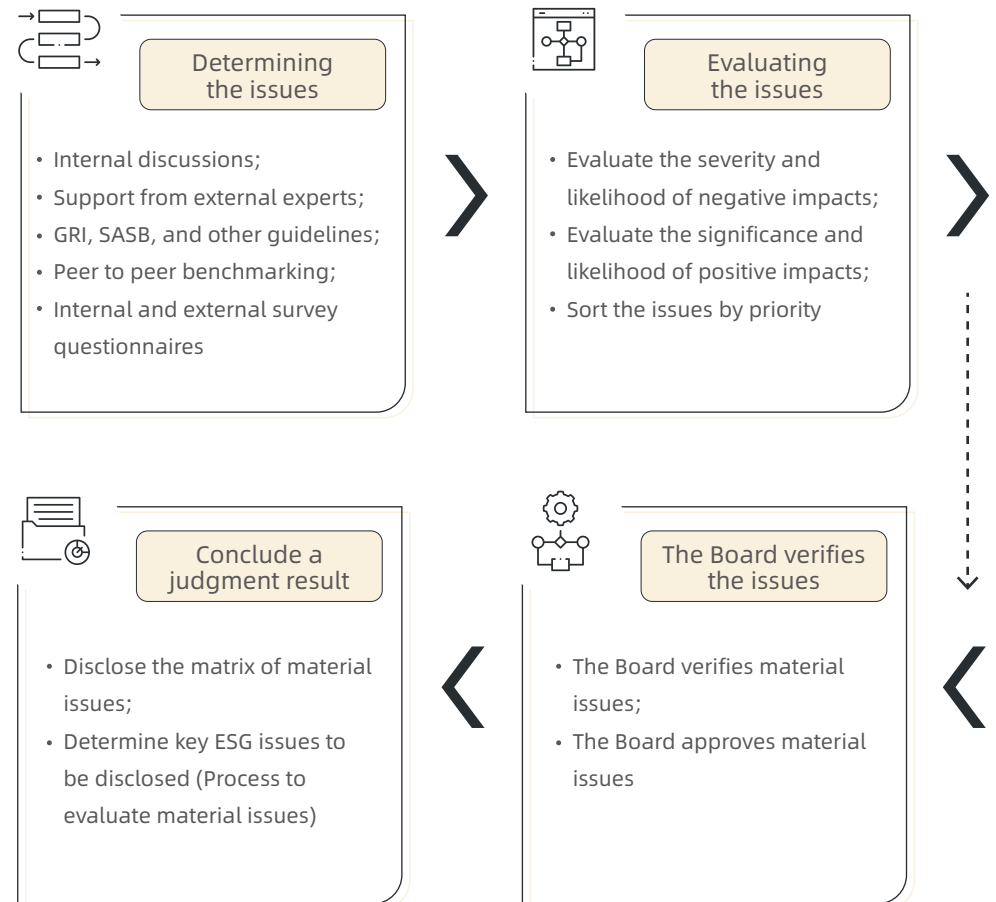 Determining
the issues
• Internal discussions;
• Support from external experts;
• GRI, SASB, and other guidelines;
• Peer to peer benchmarking;
• Internal and external survey
questionnaires
Evaluating
the issues
• Evaluate the severity and
likelihood of negative impacts;
• Evaluate the significance and
likelihood of positive impacts;
• Sort the issues by priority
The Board verifies
the issues
• The Board verifies material
issues;
• The Board approves material
issues
Conclude a
judgment result
• Disclose the matrix of material
issues;
• Determine key ESG issues to
be disclosed (Process to
evaluate material issues)